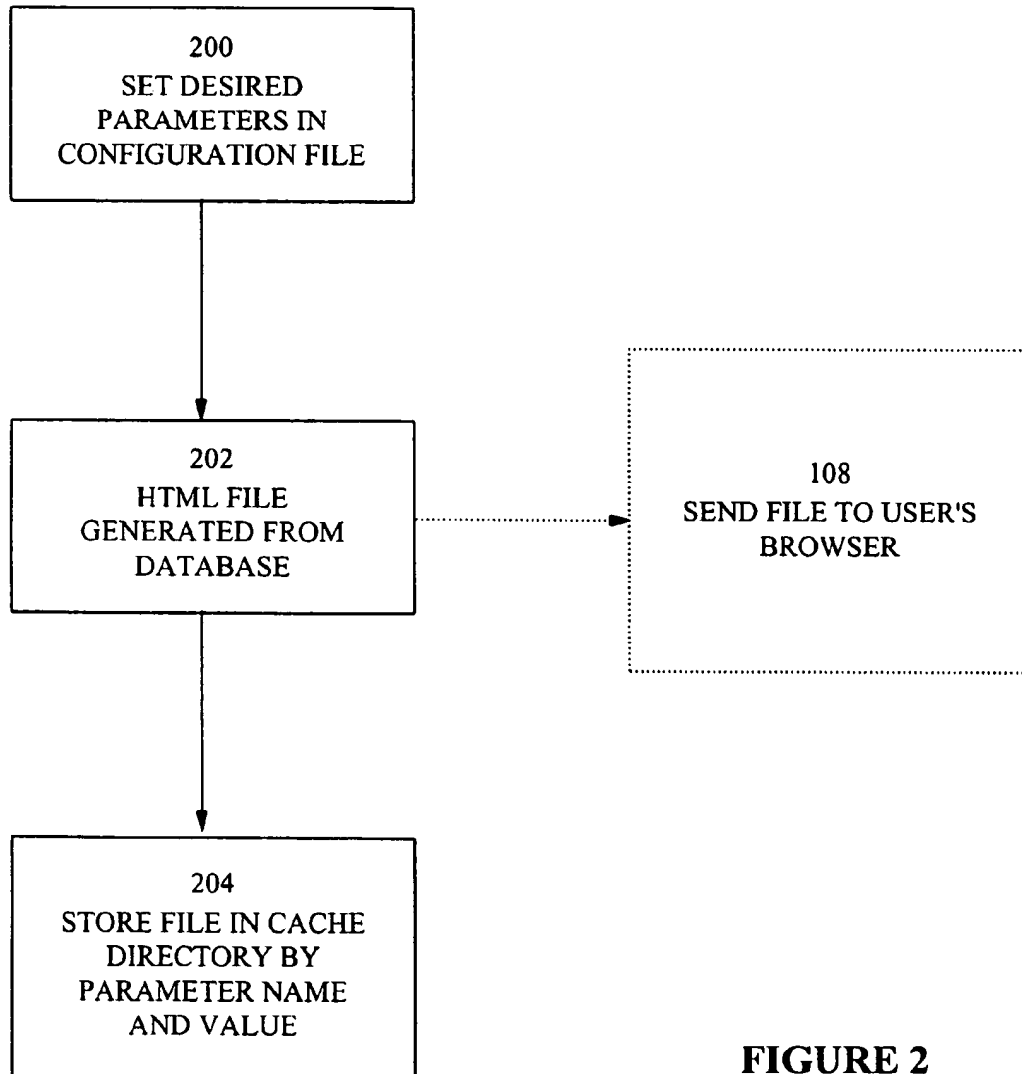 200
SET DESIRED
PARAMETERS IN
CONFIGURATION FILE
202
HTML FILE
GENERATED FROM
DATABASE
108
SEND FILE TO USER'S
BROWSER
204
STORE FILE IN CACHE
DIRECTORY BY
PARAMETER NAME
AND VALUE
FIGURE 2